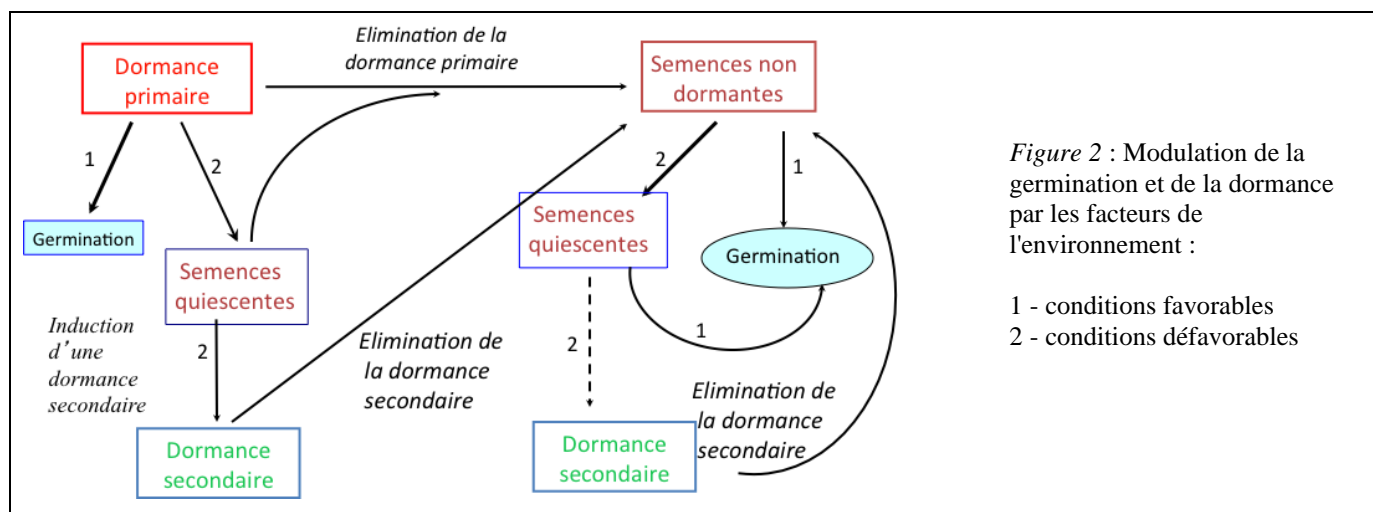 Elimination de la
dormance primaire
Dormance
primaire
Semences non
dormantes
1
2
2
1
Germination
Semences
quiescentes
Semences
quiescentes
Germination
Induction
d'une
dormance
secondaire
2
Elimination de
la dormance
secondaire
2
1
Elimination de
la dormance
secondaire
Dormance
secondaire
Dormance
secondaire
Figure 2 : Modulation de la
germination et de la dormance
par les facteurs de
l'environnement :
1 - conditions favorables
2 - conditions défavorables